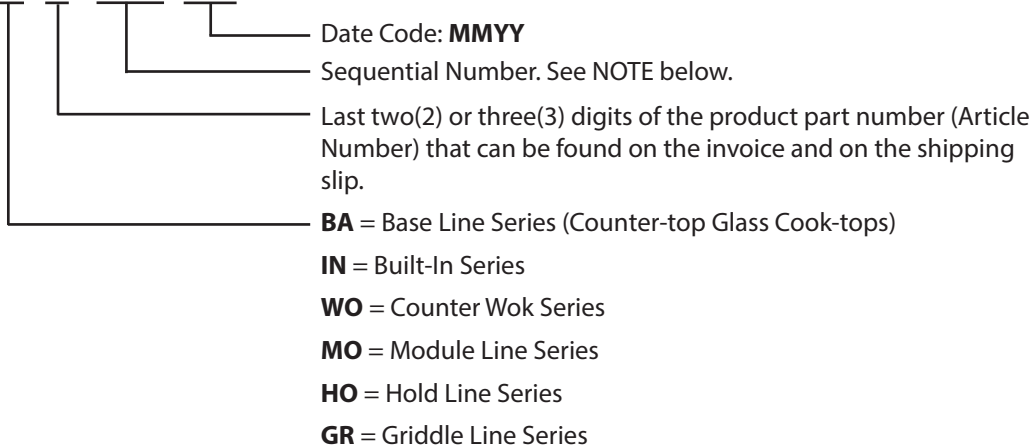 Date Code: MMYY
Sequential Number. See NOTE below.
Last two(2) or three(3) digits of the product part number (Article
Number) that can be found on the invoice and on the shipping
slip.
BA = Base Line Series (Counter-top Glass Cook-tops)
IN = Built-In Series
WO = Counter Wok Series
MO = Module Line Series
HO = Hold Line Series
GR = Griddle Line Series